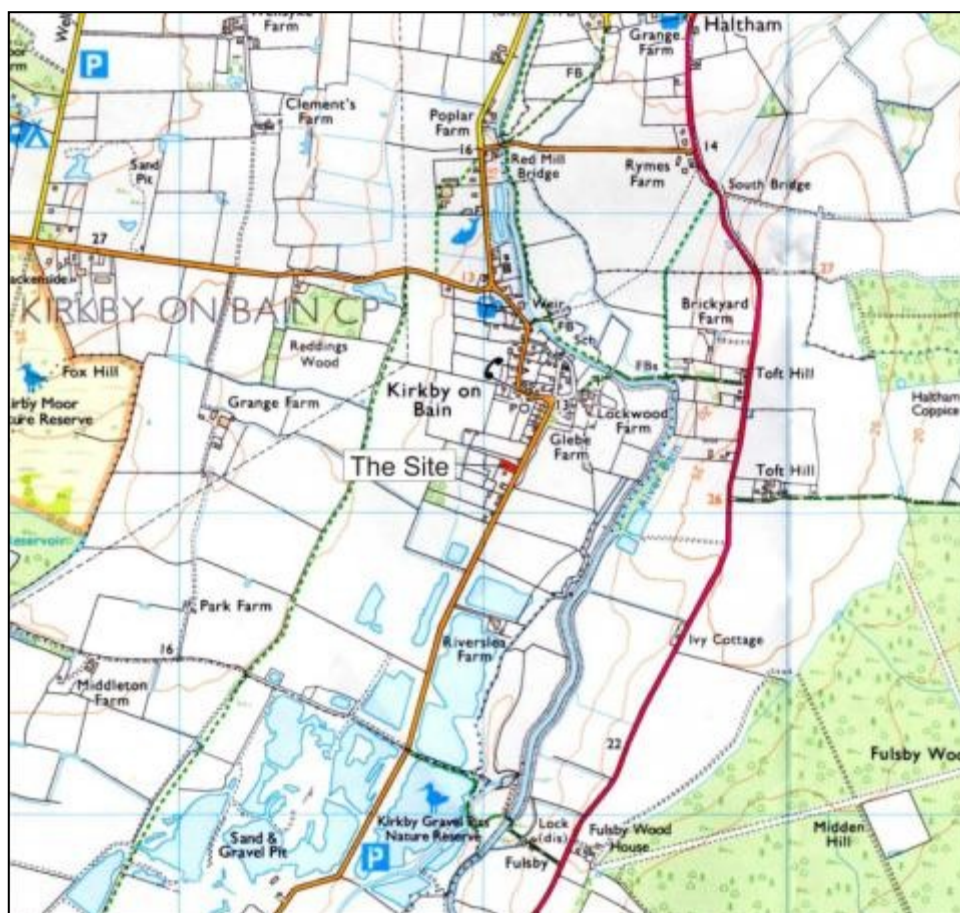 Haltham
Grange
Farm
Farm
P
FB
Clement's
Farm
Poplar
Farm
16
14
Red Mill
Bridge
Rymes
Farm
Sand
Pit
South Bridge
27
13
27
KIRKBY ON BAIN CP
Weir
FB
Sch
Brickyard
Farm
Reddings
Wood
Fox Hill
FBs
Toft Hill
Grange Farm
Kirkby on
Bain
PO
13
Lockwood
Farm
Haltham
Coppice
Glebe
Farm
The Site
Toft Hill
26
Park Farm
16
Riverslea
Farm
Ivy Cottage
Middleton
Farm
22
Fulsby
Kirkby Gravel Pits
Nature Reserve
Sand &
Gravel Pit
P
Lock
(dis)
Fulsby
Fulsby Wood
House
Midden
Hill